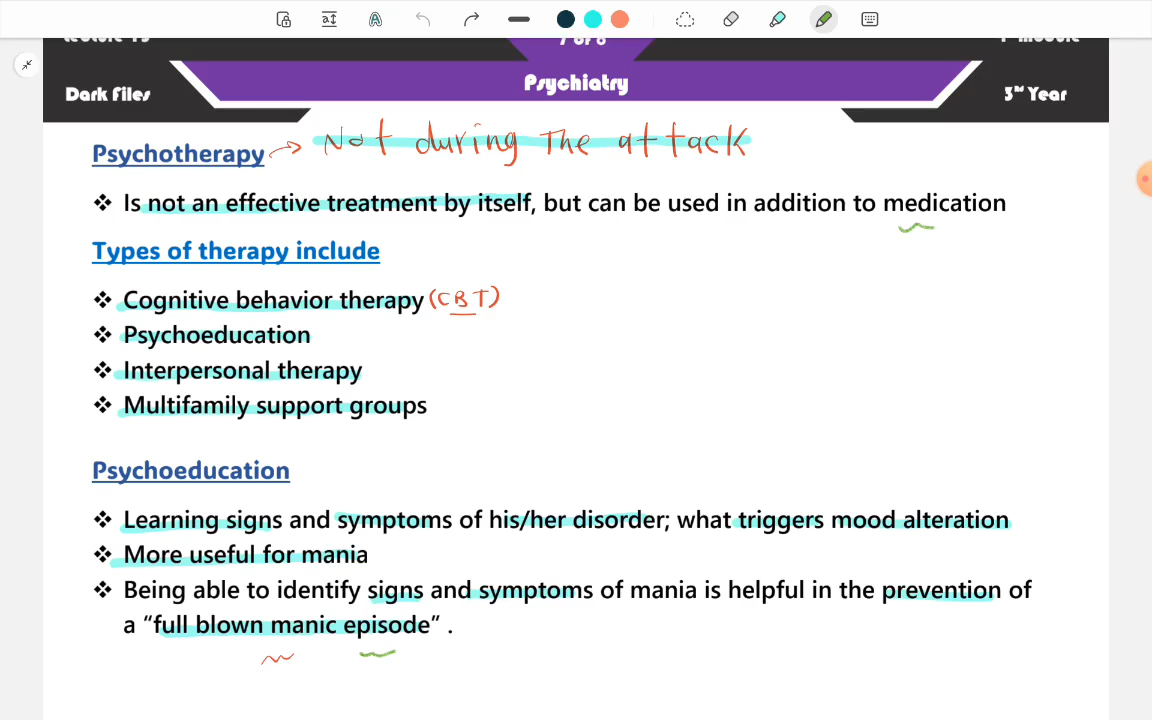 7 of 8
Dark Files
Psychiatry
3rd Year
Psychotherapy → Not during The attack
❖ Is not an effective treatment by itself, but can be used in addition to medication
Types of therapy include
❖ Cognitive behavior therapy (CBT)
❖ Psychoeducation
❖ Interpersonal therapy
❖ Multifamily support groups
Psychoeducation
❖ Learning signs and symptoms of his/her disorder; what triggers mood alteration
❖ More useful for mania
❖ Being able to identify signs and symptoms of mania is helpful in the prevention of
a “full blown manic episode” .